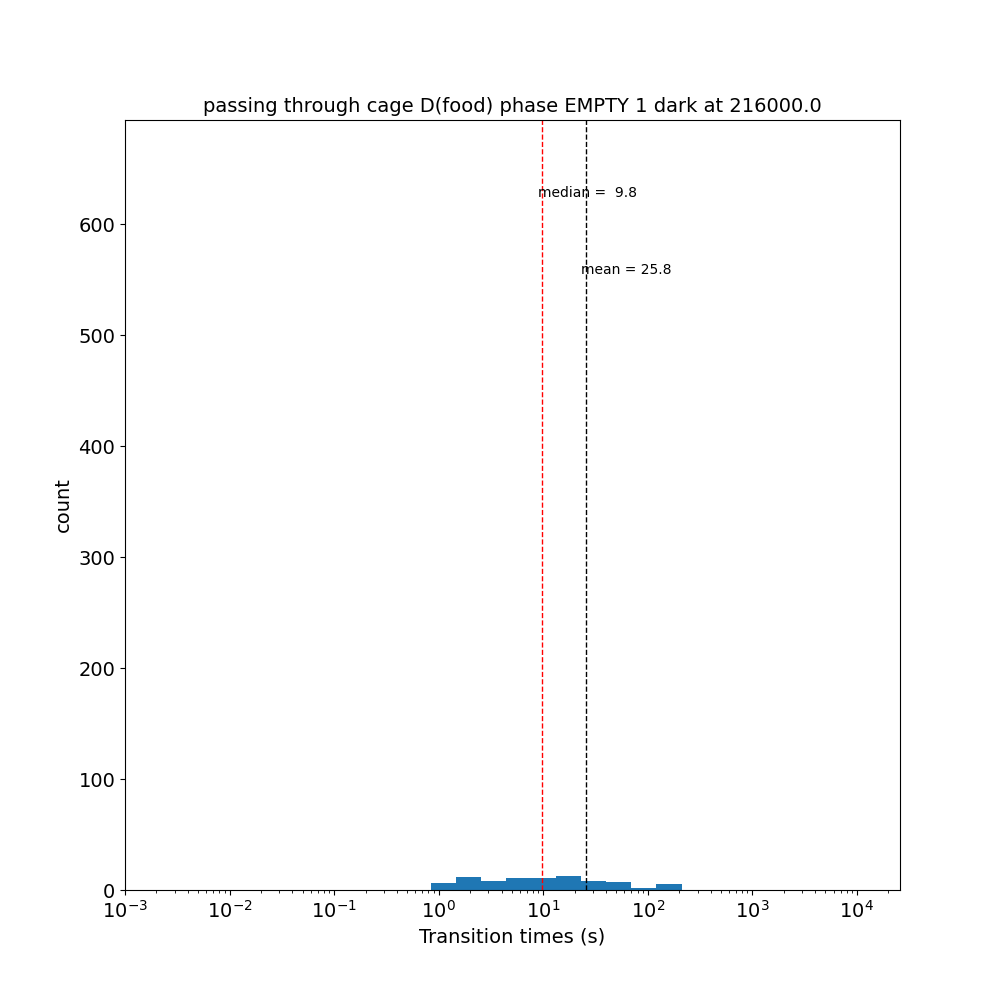 passing through cage D(food) phase EMPTY 1 dark at 216000.0
median =  9.8
mean = 25.8
600
500
400
300
200
100
0
count
10⁻³ 10⁻² 10⁻¹ 10⁰ 10¹ 10² 10³ 10⁴
Transition times (s)